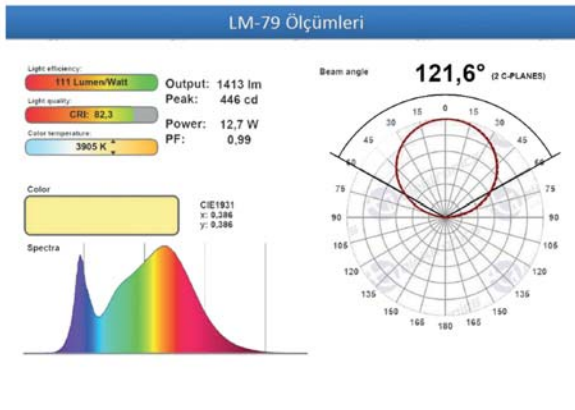 LM-79 Ölçümleri
Light efficiency:
111 Lumen/Watt
Light quality:
CRI: 82,3
Color temperature:
3905 K
Output: 1413 lm
Peak: 446 cd
Power: 12,7 W
PF: 0,99
Color
CIE1931
x: 0,386
y: 0,386
Spectra
Beam angle
121,6° (2 C-PLANES)
0
15 15
30 30
45 45
60 60
75 75
90 90
105 105
120 120
135 135
150 150
165 180 165